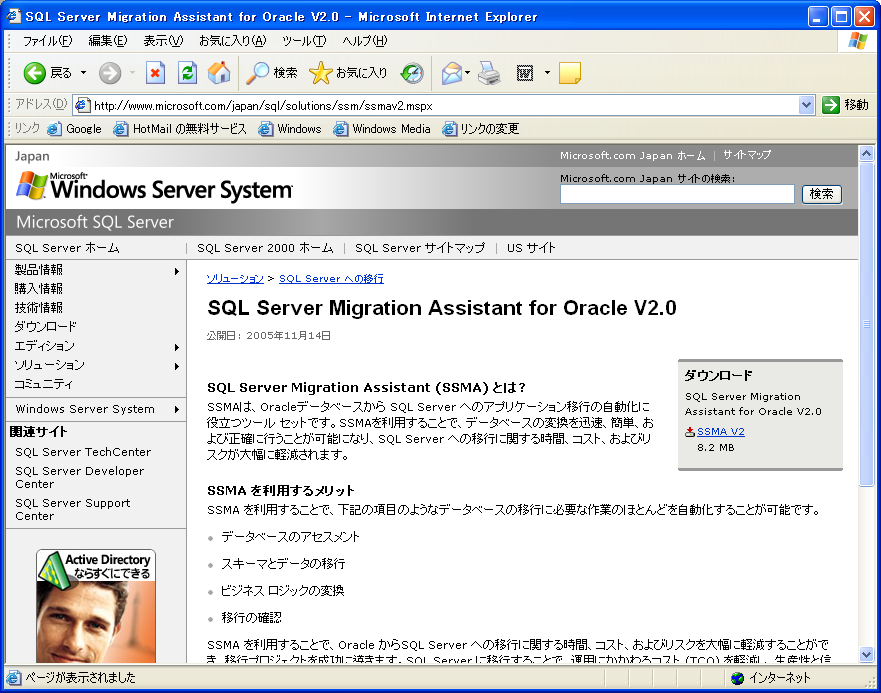 SQL Server Migration Assistant for Oracle V2.0 - Microsoft Internet Explorer
ファイル(F) 編集(E) 表示(V) お気に入り(A) ツール(T) ヘルプ(H)
戻る 検索 お気に入り
アドレス(D) http://www.microsoft.com/japan/sql/solutions/ssm/ssmav2.mspx 移動
リンク Google HotMail の無料サービス Windows Windows Media リンクの変更
Japan
Microsoft.com Japan ホーム | サイトマップ
Microsoft Windows Server System
Microsoft.com Japan サイトの検索:
検索
Microsoft SQL Server
SQL Server ホーム | SQL Server 2000 ホーム | SQL Server サイトマップ | US サイト
製品情報
購入情報
技術情報
ダウンロード
エディション
ソリューション
コミュニティ
Windows Server System
関連サイト
SQL Server TechCenter
SQL Server Developer
Center
SQL Server Support
Center
Active Directory
ならすぐにできる
ソリューション > SQL Server への移行
SQL Server Migration Assistant for Oracle V2.0
公開日: 2005年11月14日
SQL Server Migration Assistant (SSMA) とは?
SSMAは、Oracleデータベースから SQL Server へのアプリケーション移行の自動化に
役立つツール セットです。SSMAを利用することで、データベースの変換を迅速、簡単、お
よび正確に行うことが可能になり、SQL Server への移行に関する時間、コスト、およびリ
スクが大幅に軽減されます。
ダウンロード
SQL Server Migration
Assistant for Oracle V2.0
SSMA V2
8.2 MB
SSMA を利用するメリット
SSMA を利用することで、下記の項目のようなデータベースの移行に必要な作業のほとんどを自動化することが可能です。
データベースのアセスメント
スキーマとデータの移行
ビジネス ロジックの変換
移行の確認
SSMA を利用することで、Oracle からSQL Server への移行に関する時間、コスト、およびリスクを大幅に軽減することがで
き、移行プロジェクトを成功に導きます。SQL Server に移行することで、運用にかかわるコスト (TCO) を軽減し、生産性と信
ページが表示されました インターネット